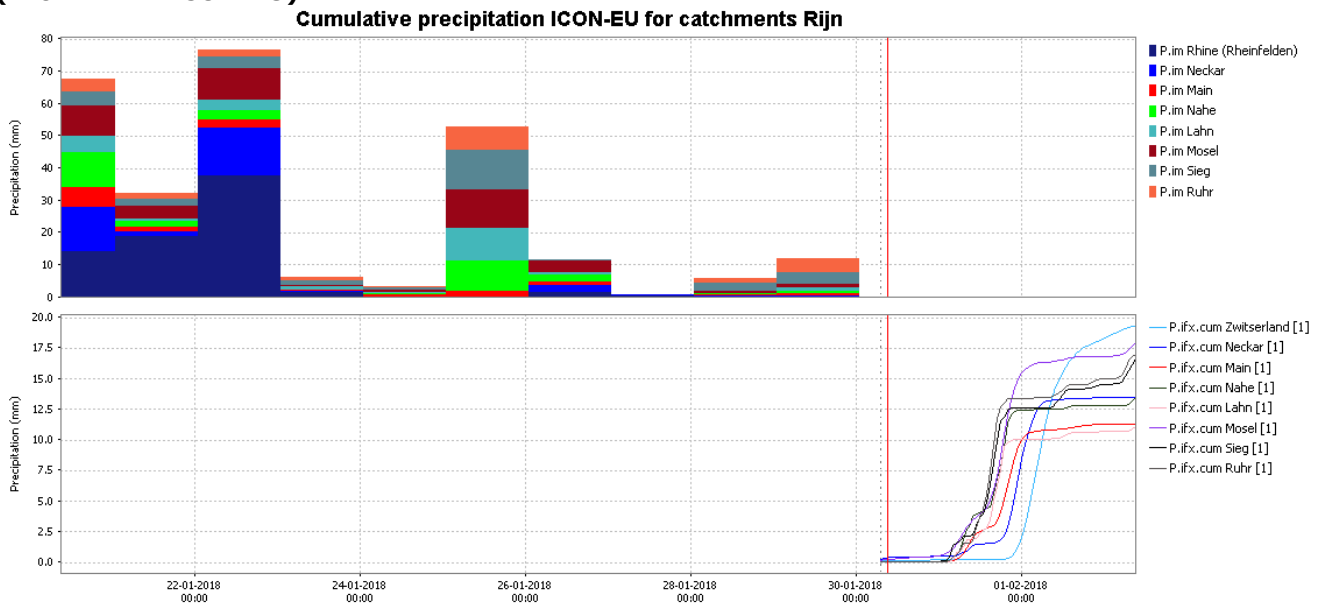 Cumulative precipitation ICON-EU for catchments Rijn
80
70
60
50
40
30
20
10
0
Precipitation (mm)
P.im Rhine (Rheinfelden)
P.im Neckar
P.im Main
P.im Nahe
P.im Lahn
P.im Mosel
P.im Sieg
P.im Ruhr
20.0
17.5
15.0
12.5
10.0
7.5
5.0
2.5
0.0
Precipitation (mm)
P.ifx.cum Zwitserland [1]
P.ifx.cum Neckar [1]
P.ifx.cum Main [1]
P.ifx.cum Nahe [1]
P.ifx.cum Lahn [1]
P.ifx.cum Mosel [1]
P.ifx.cum Sieg [1]
P.ifx.cum Ruhr [1]
22-01-2018 24-01-2018 26-01-2018 28-01-2018 30-01-2018 01-02-2018
00:00 00:00 00:00 00:00 00:00 00:00